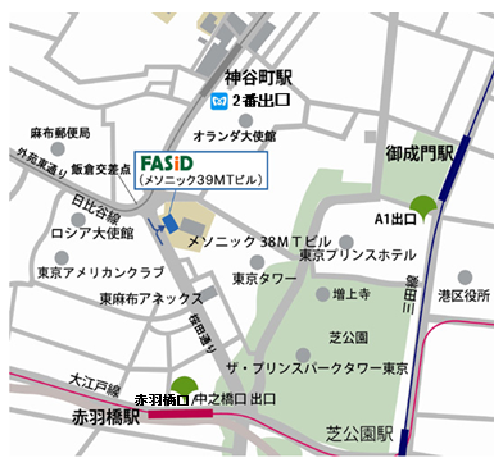 神谷町駅
2番出口
オランダ大使館
麻布郵便局
外苑東通り
飯倉交差点
FASiD
(メソニック39MTビル)
御成門駅
A1出口
日比谷線
ロシア大使館
メソニック 38MTビル
東京プリンスホテル
東京アメリカンクラブ
東京タワー
三田線
増上寺
港区役所
東麻布アネックス
桜田通り
芝公園
ザ・プリンスパークタワー東京
大江戸線
赤羽橋口/中之橋口 出口
赤羽橋駅
芝公園駅